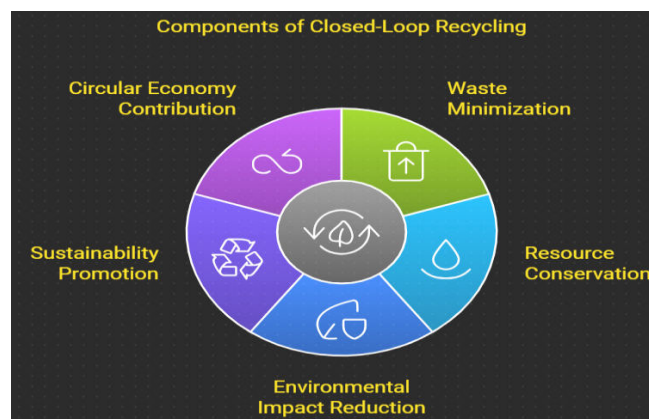 Components of Closed-Loop Recycling
Circular Economy
Contribution
Waste
Minimization
Sustainability
Promotion
Resource
Conservation
Environmental
Impact Reduction